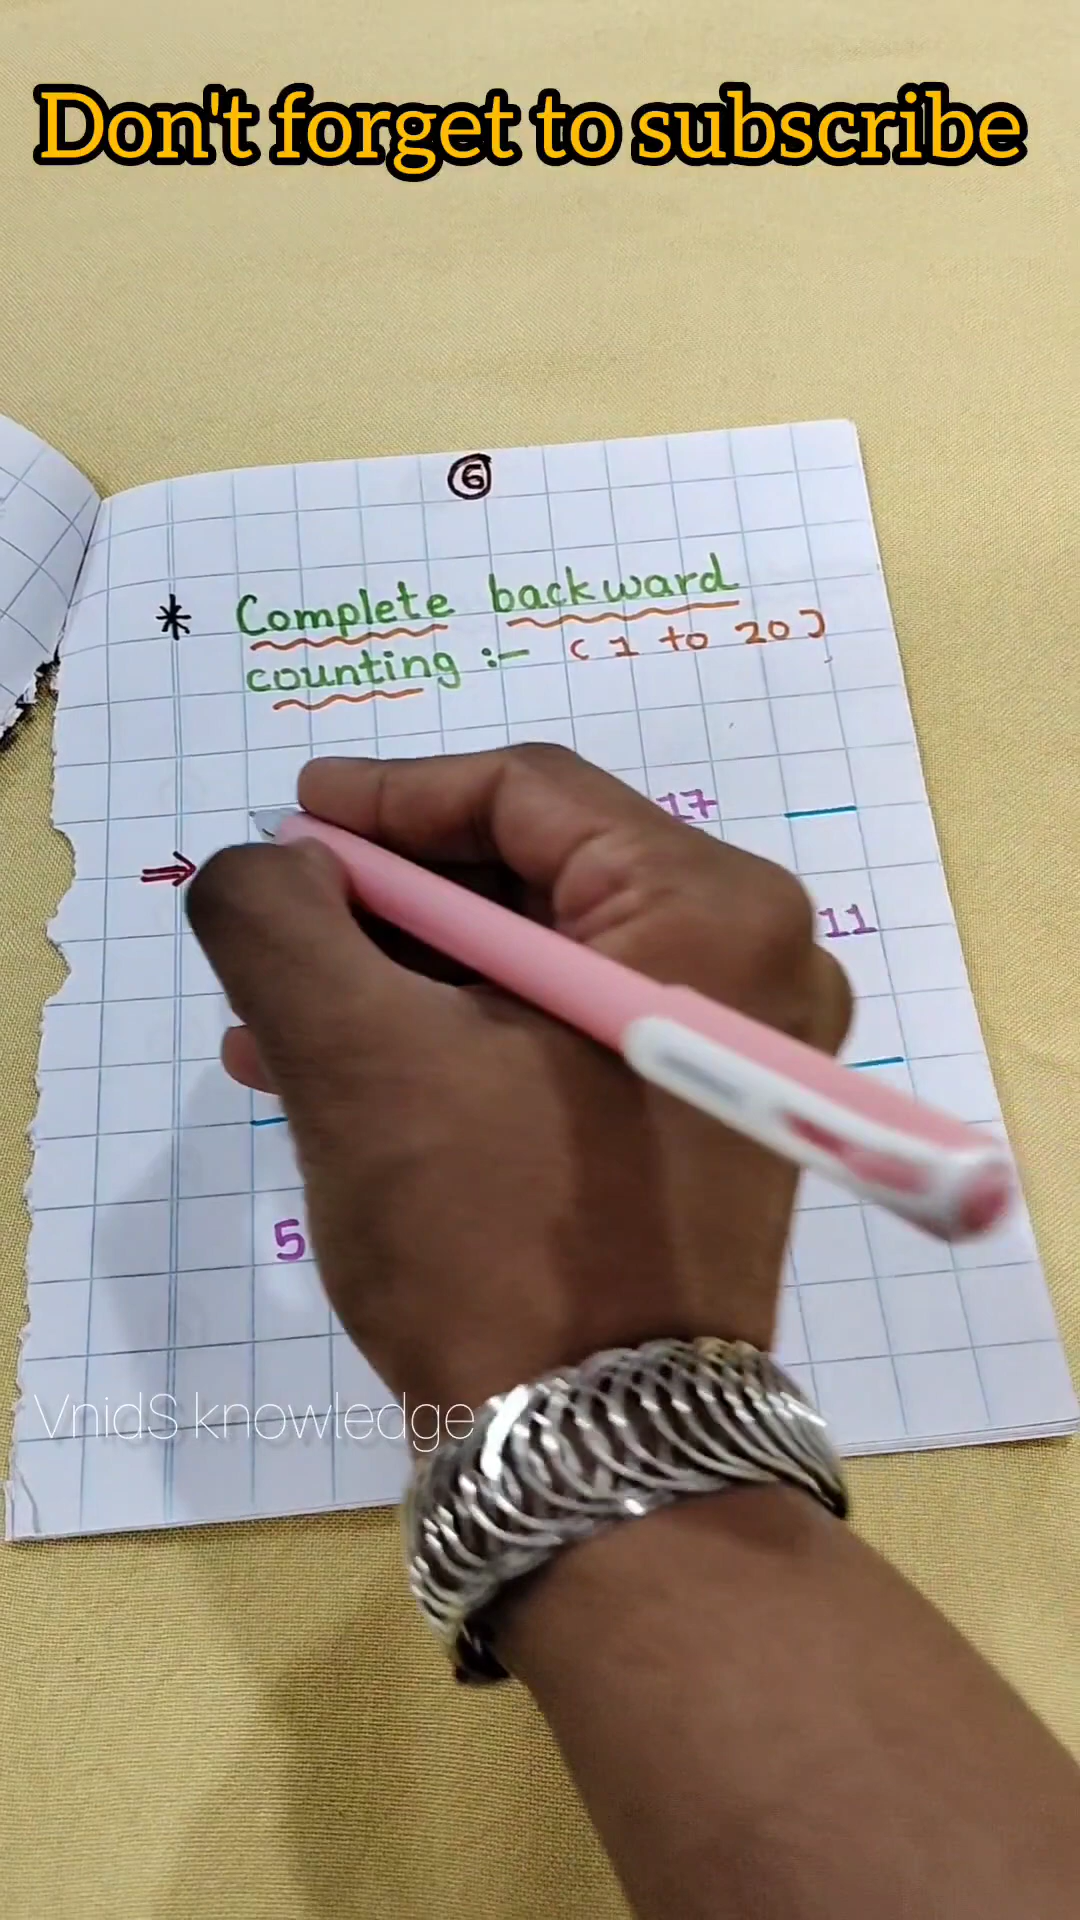 Don't forget to subscribe
6
* Complete backward
counting :- ( 1 to 20 )
17
⇒ 11
5
VnidS knowledge